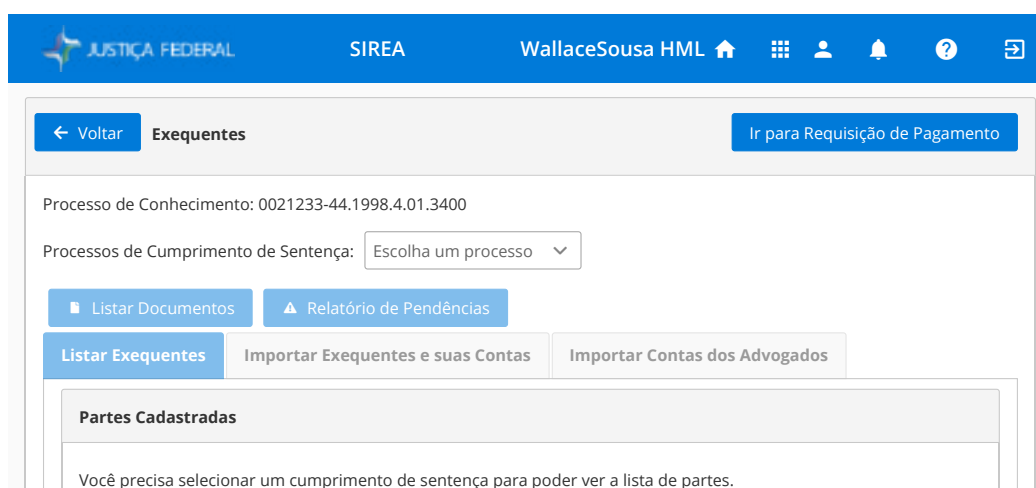 JUSTIÇA FEDERAL SIREA WallaceSousa HML
Voltar Exequentes Ir para Requisição de Pagamento
Processo de Conhecimento: 0021233-44.1998.4.01.3400
Processos de Cumprimento de Sentença: Escolha um processo
Listar Documentos Relatório de Pendências
Listar Exequentes Importar Exequentes e suas Contas Importar Contas dos Advogados
Partes Cadastradas
Você precisa selecionar um cumprimento de sentença para poder ver a lista de partes.